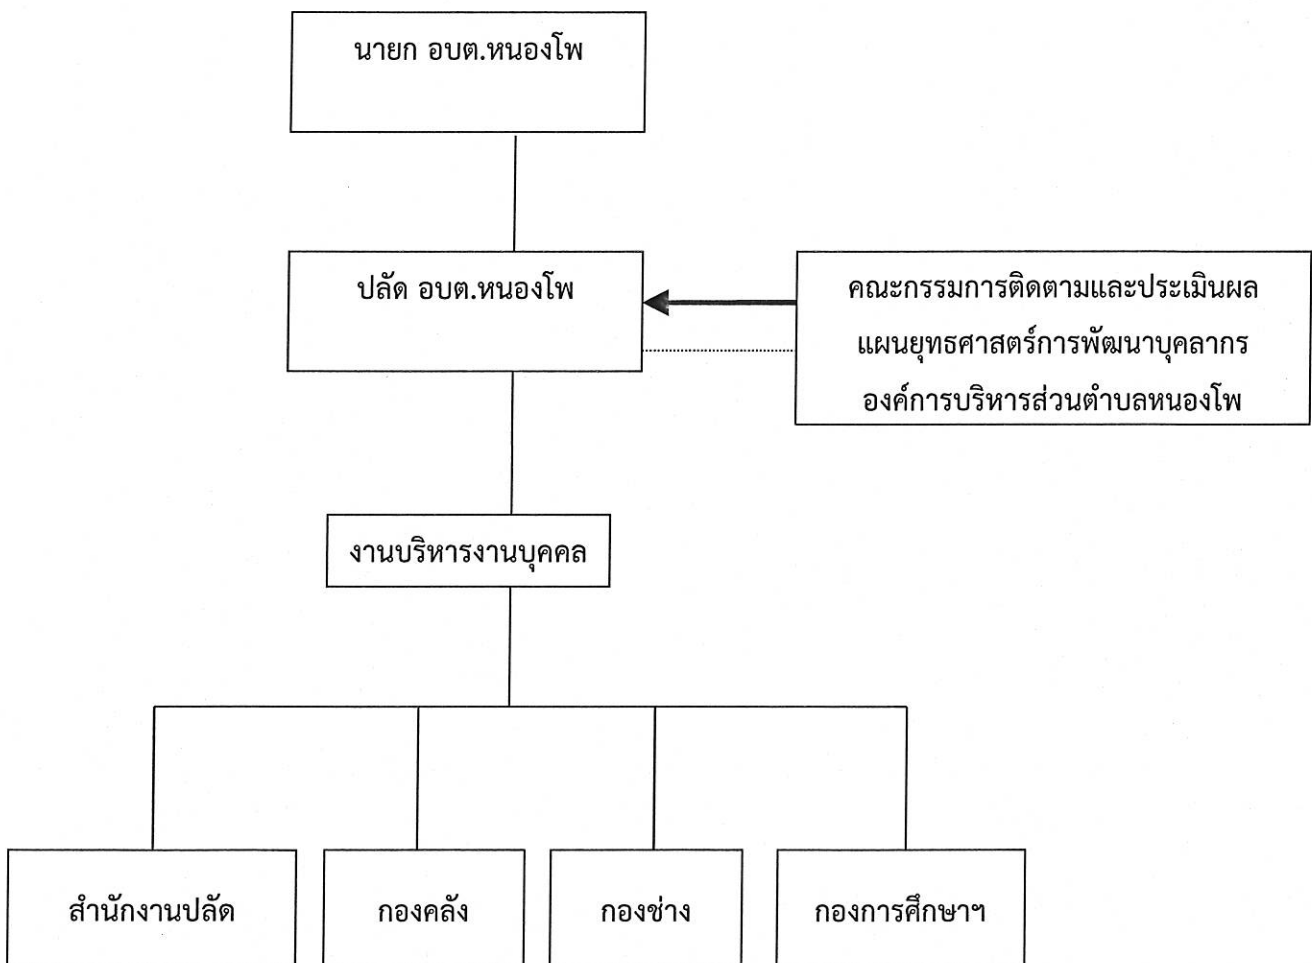 นายก อบต.หนองโพ
ปลัด อบต.หนองโพ
คณะกรรมการติดตามและประเมินผล
แผนยุทธศาสตร์การพัฒนาบุคลากร
องค์การบริหารส่วนตำบลหนองโพ
งานบริหารงานบุคคล
สำนักงานปลัด
กองคลัง
กองช่าง
กองการศึกษาฯ